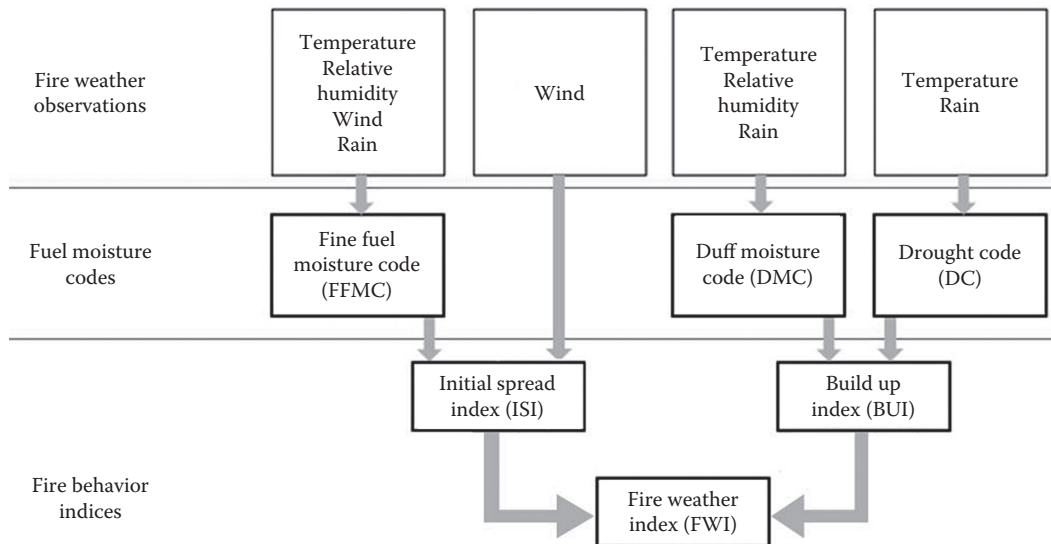 Fire weather
observations
Temperature
Relative
humidity
Wind
Rain
Wind
Temperature
Relative
humidity
Rain
Temperature
Rain
Fuel moisture
codes
Fine fuel
moisture code
(FFMC)
Duff moisture
code (DMC)
Drought code
(DC)
Initial spread
index (ISI)
Build up
index (BUI)
Fire behavior
indices
Fire weather
index (FWI)